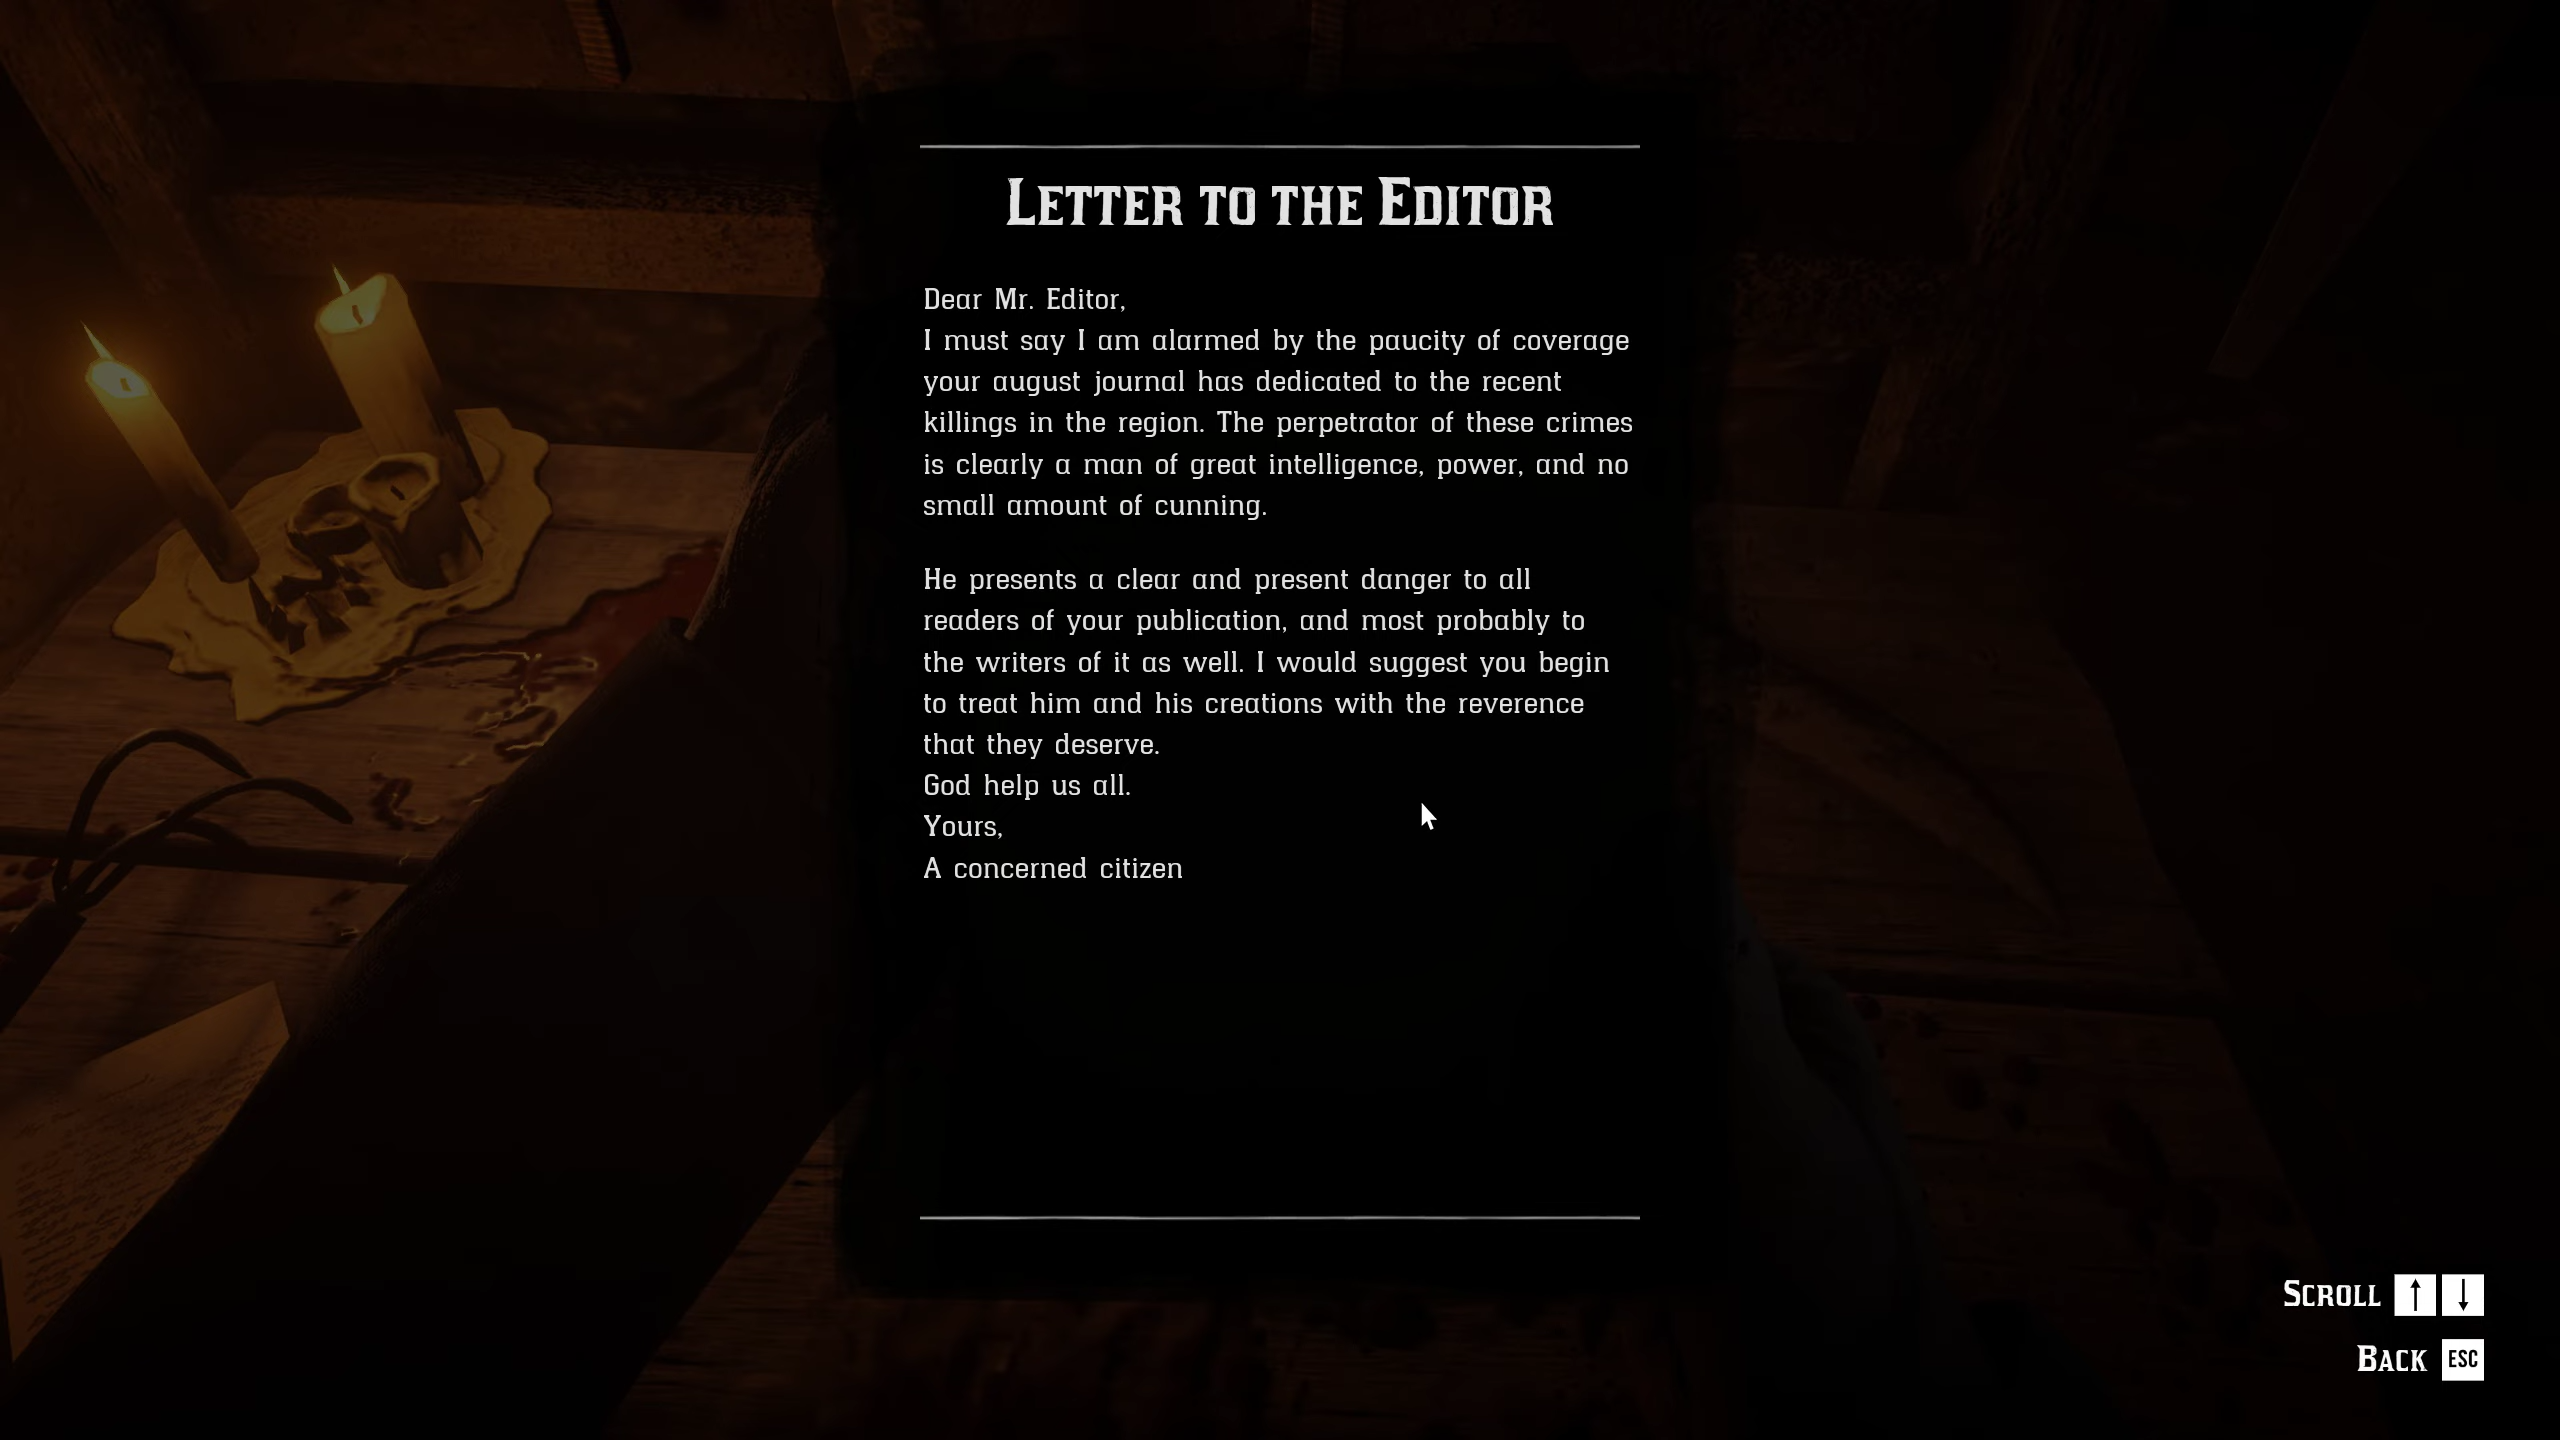 Letter to the Editor
Dear Mr. Editor,
I must say I am alarmed by the paucity of coverage
your august journal has dedicated to the recent
killings in the region. The perpetrator of these crimes
is clearly a man of great intelligence, power, and no
small amount of cunning.
He presents a clear and present danger to all
readers of your publication, and most probably to
the writers of it as well. I would suggest you begin
to treat him and his creations with the reverence
that they deserve.
God help us all.
Yours,
A concerned citizen
Scroll ↑ ↓
Back ESC